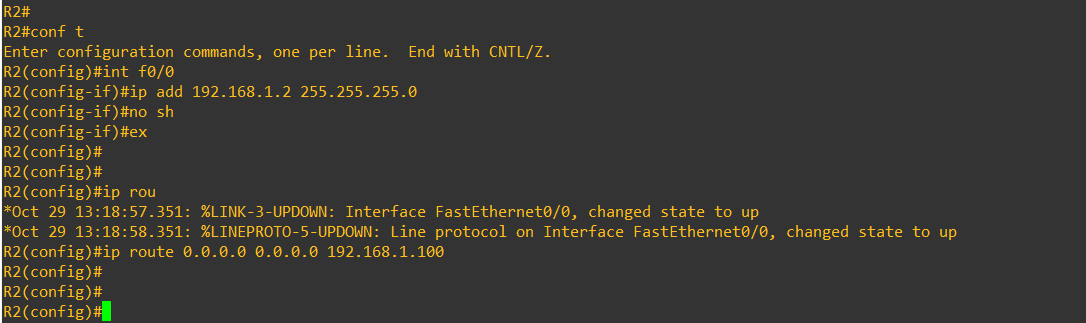 R2#
R2#conf t
Enter configuration commands, one per line.  End with CNTL/Z.
R2(config)#int f0/0
R2(config-if)#ip add 192.168.1.2 255.255.255.0
R2(config-if)#no sh
R2(config-if)#ex
R2(config)#
R2(config)#
R2(config)#ip rou
*Oct 29 13:18:57.351: %LINK-3-UPDOWN: Interface FastEthernet0/0, changed state to up
*Oct 29 13:18:58.351: %LINEPROTO-5-UPDOWN: Line protocol on Interface FastEthernet0/0, changed state to up
R2(config)#ip route 0.0.0.0 0.0.0.0 192.168.1.100
R2(config)#
R2(config)#
R2(config)#